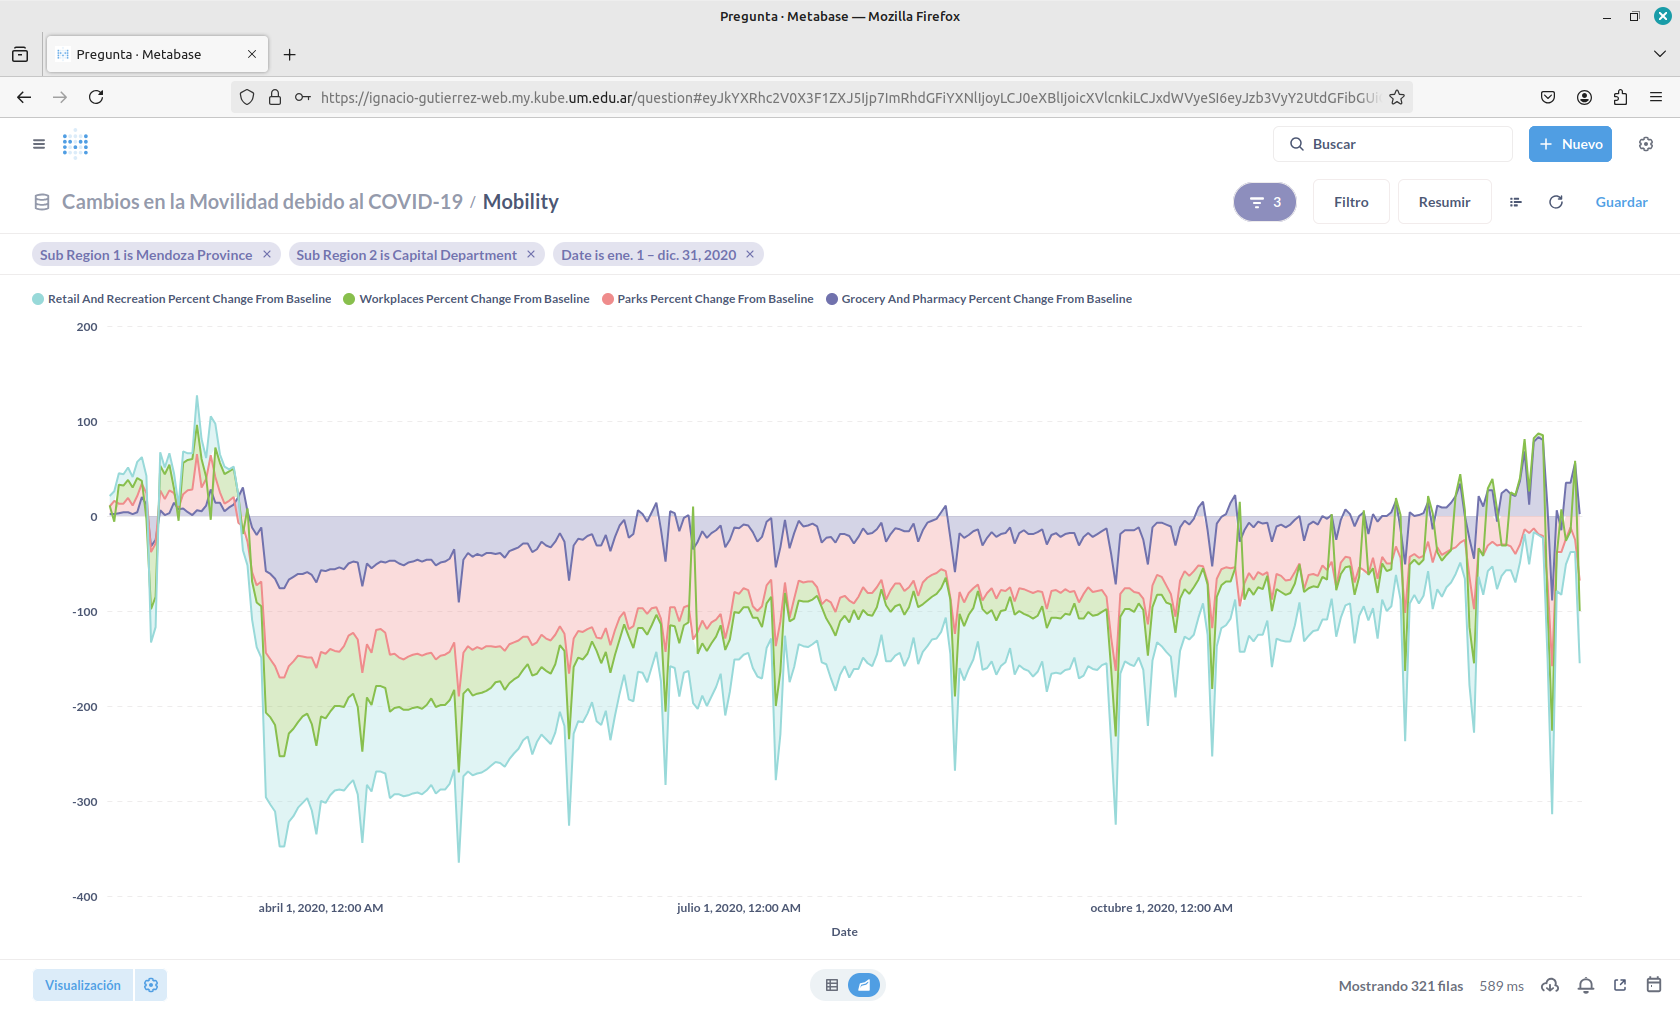 Pregunta · Metabase — Mozilla Firefox
Pregunta · Metabase
https://ignacio-gutierrez-web.my.kube.um.edu.ar/question#
Buscar
+ Nuevo
Cambios en la Movilidad debido al COVID-19 / Mobility
3
Filtro
Resumir
Guardar
Sub Region 1 is Mendoza Province
Sub Region 2 is Capital Department
Date is ene. 1 – dic. 31, 2020
Retail And Recreation Percent Change From Baseline
Workplaces Percent Change From Baseline
Parks Percent Change From Baseline
Grocery And Pharmacy Percent Change From Baseline
200
100
0
-100
-200
-300
-400
abril 1, 2020, 12:00 AM
julio 1, 2020, 12:00 AM
octubre 1, 2020, 12:00 AM
Date
Visualización
Mostrando 321 filas
589 ms